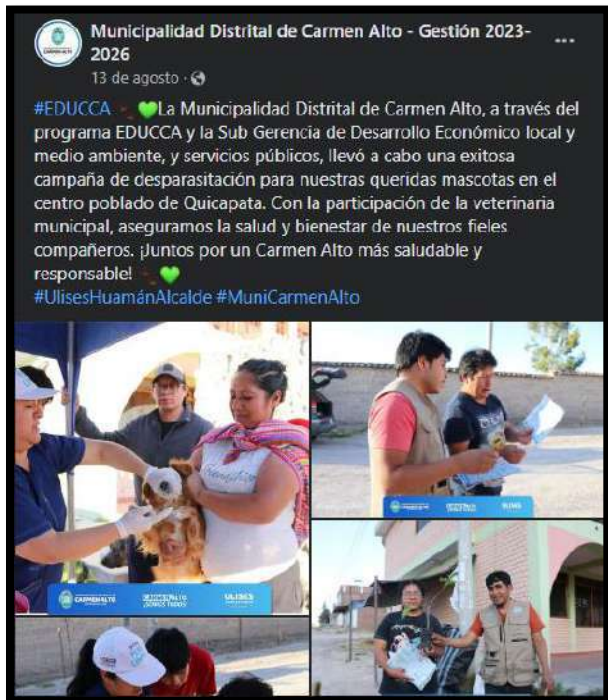 Municipalidad Distrital de Carmen Alto - Gestión 2023-
2026
13 de agosto ·
#EDUCCA 💚La Municipalidad Distrital de Carmen Alto, a través del
programa EDUCCA y la Sub Gerencia de Desarrollo Económico local y
medio ambiente, y servicios públicos, llevó a cabo una exitosa
campaña de desparasitación para nuestras queridas mascotas en el
centro poblado de Quicapata. Con la participación de la veterinaria
municipal, aseguramos la salud y bienestar de nuestros fieles
compañeros. ¡Juntos por un Carmen Alto más saludable y
responsable! 💚
#UlisesHuamánAlcalde #MuniCarmenAlto
CARMEN ALTO
CARMEN ALTO
¡SOMOS TODOS!
ULISES